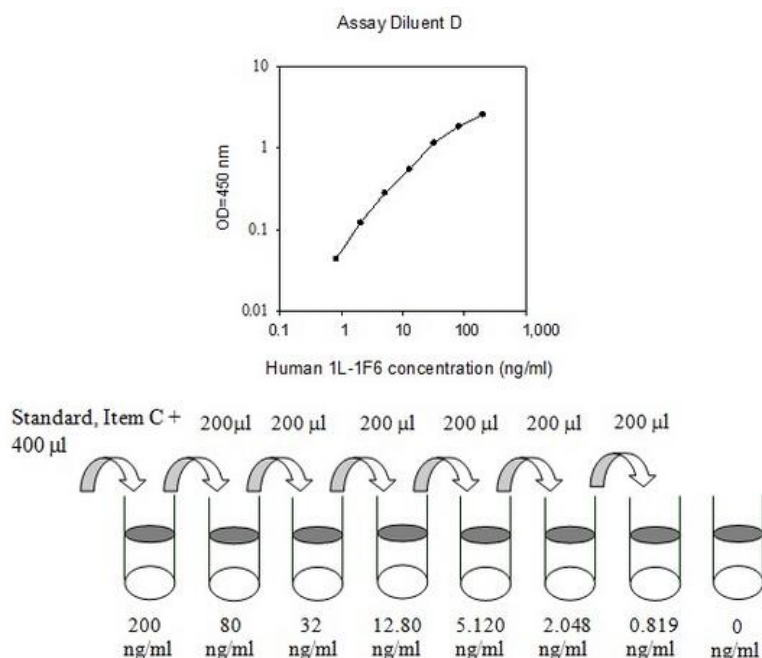 Assay Diluent D
10
1
0.1
0.01
OD=450 nm
0.1 1 10 100 1,000
Human 1L-1F6 concentration (ng/ml)
Standard, Item C +
400 µl
200µl 200 µl 200 µl 200 µl 200 µl 200 µl
200 80 32 12.80 5.120 2.048 0.819 0
ng/ml ng/ml ng/ml ng/ml ng/ml ng/ml ng/ml ng/ml